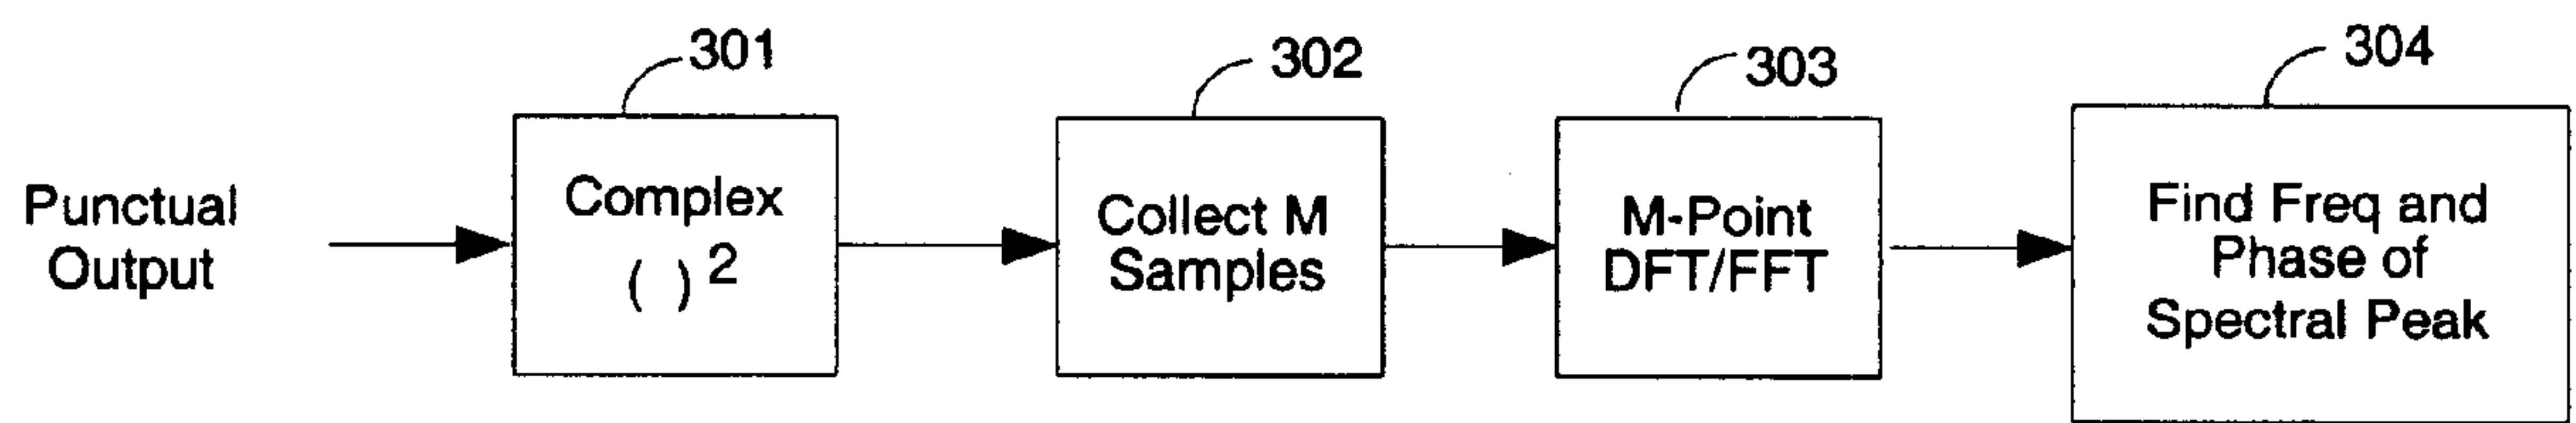 301
302
303
304
Punctual
Output
Complex
( ) 2
Collect M
Samples
M-Point
DFT/FFT
Find Freq and
Phase of
Spectral Peak